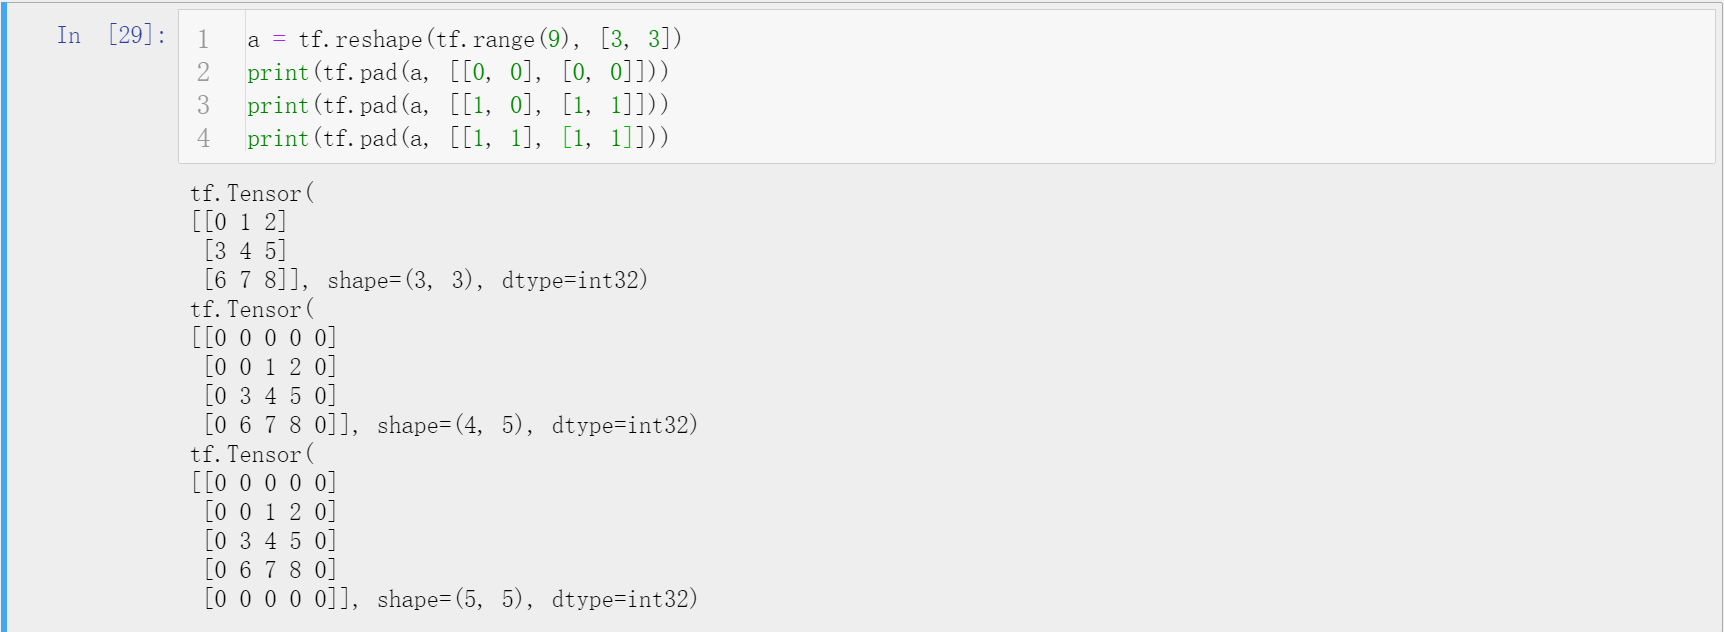 In [29]:
1 a = tf.reshape(tf.range(9), [3, 3])
2 print(tf.pad(a, [[0, 0], [0, 0]]))
3 print(tf.pad(a, [[1, 0], [1, 1]]))
4 print(tf.pad(a, [[1, 1], [1, 1]]))
tf.Tensor(
[[0 1 2]
 [3 4 5]
 [6 7 8]], shape=(3, 3), dtype=int32)
tf.Tensor(
[[0 0 0 0 0]
 [0 0 1 2 0]
 [0 3 4 5 0]
 [0 6 7 8 0]], shape=(4, 5), dtype=int32)
tf.Tensor(
[[0 0 0 0 0]
 [0 0 1 2 0]
 [0 3 4 5 0]
 [0 6 7 8 0]
 [0 0 0 0 0]], shape=(5, 5), dtype=int32)